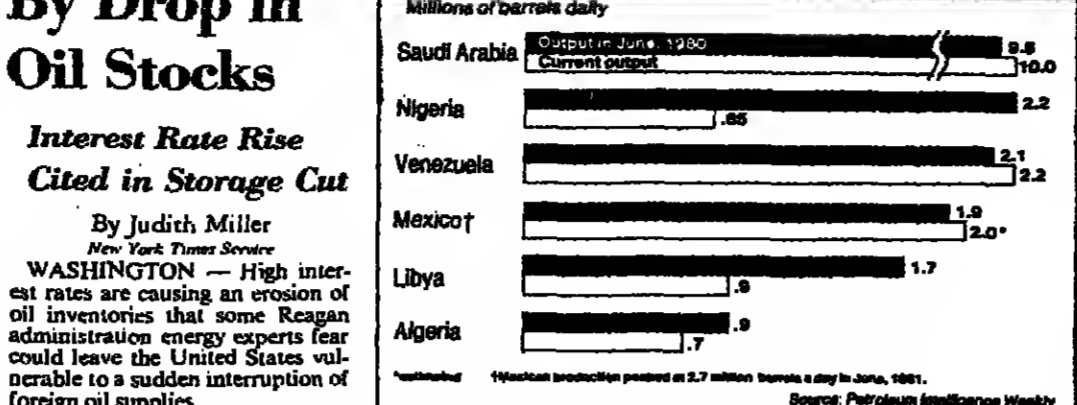 By Drop in
Oil Stocks
Interest Rate Rise
Cited in Storage Cut
By Judith Miller
New York Times Service
WASHINGTON — High inter-
est rates are causing an erosion of
oil inventories that some Reagan
administration energy experts fear
could leave the United States vul-
nerable to a sudden interruption of
foreign oil supplies.
Millions of barrels daily
Saudi Arabia
Output in June, 1980
Current output
10.0
Nigeria
2.2
.65
Venezuela
2.1
2.2
Mexico†
1.9
2.0*
Libya
1.7
.9
Algeria
.9
.7
*estimated †Mexican production peaked at 2.7 million barrels a day in June, 1981.
Source: Petroleum Intelligence Weekly